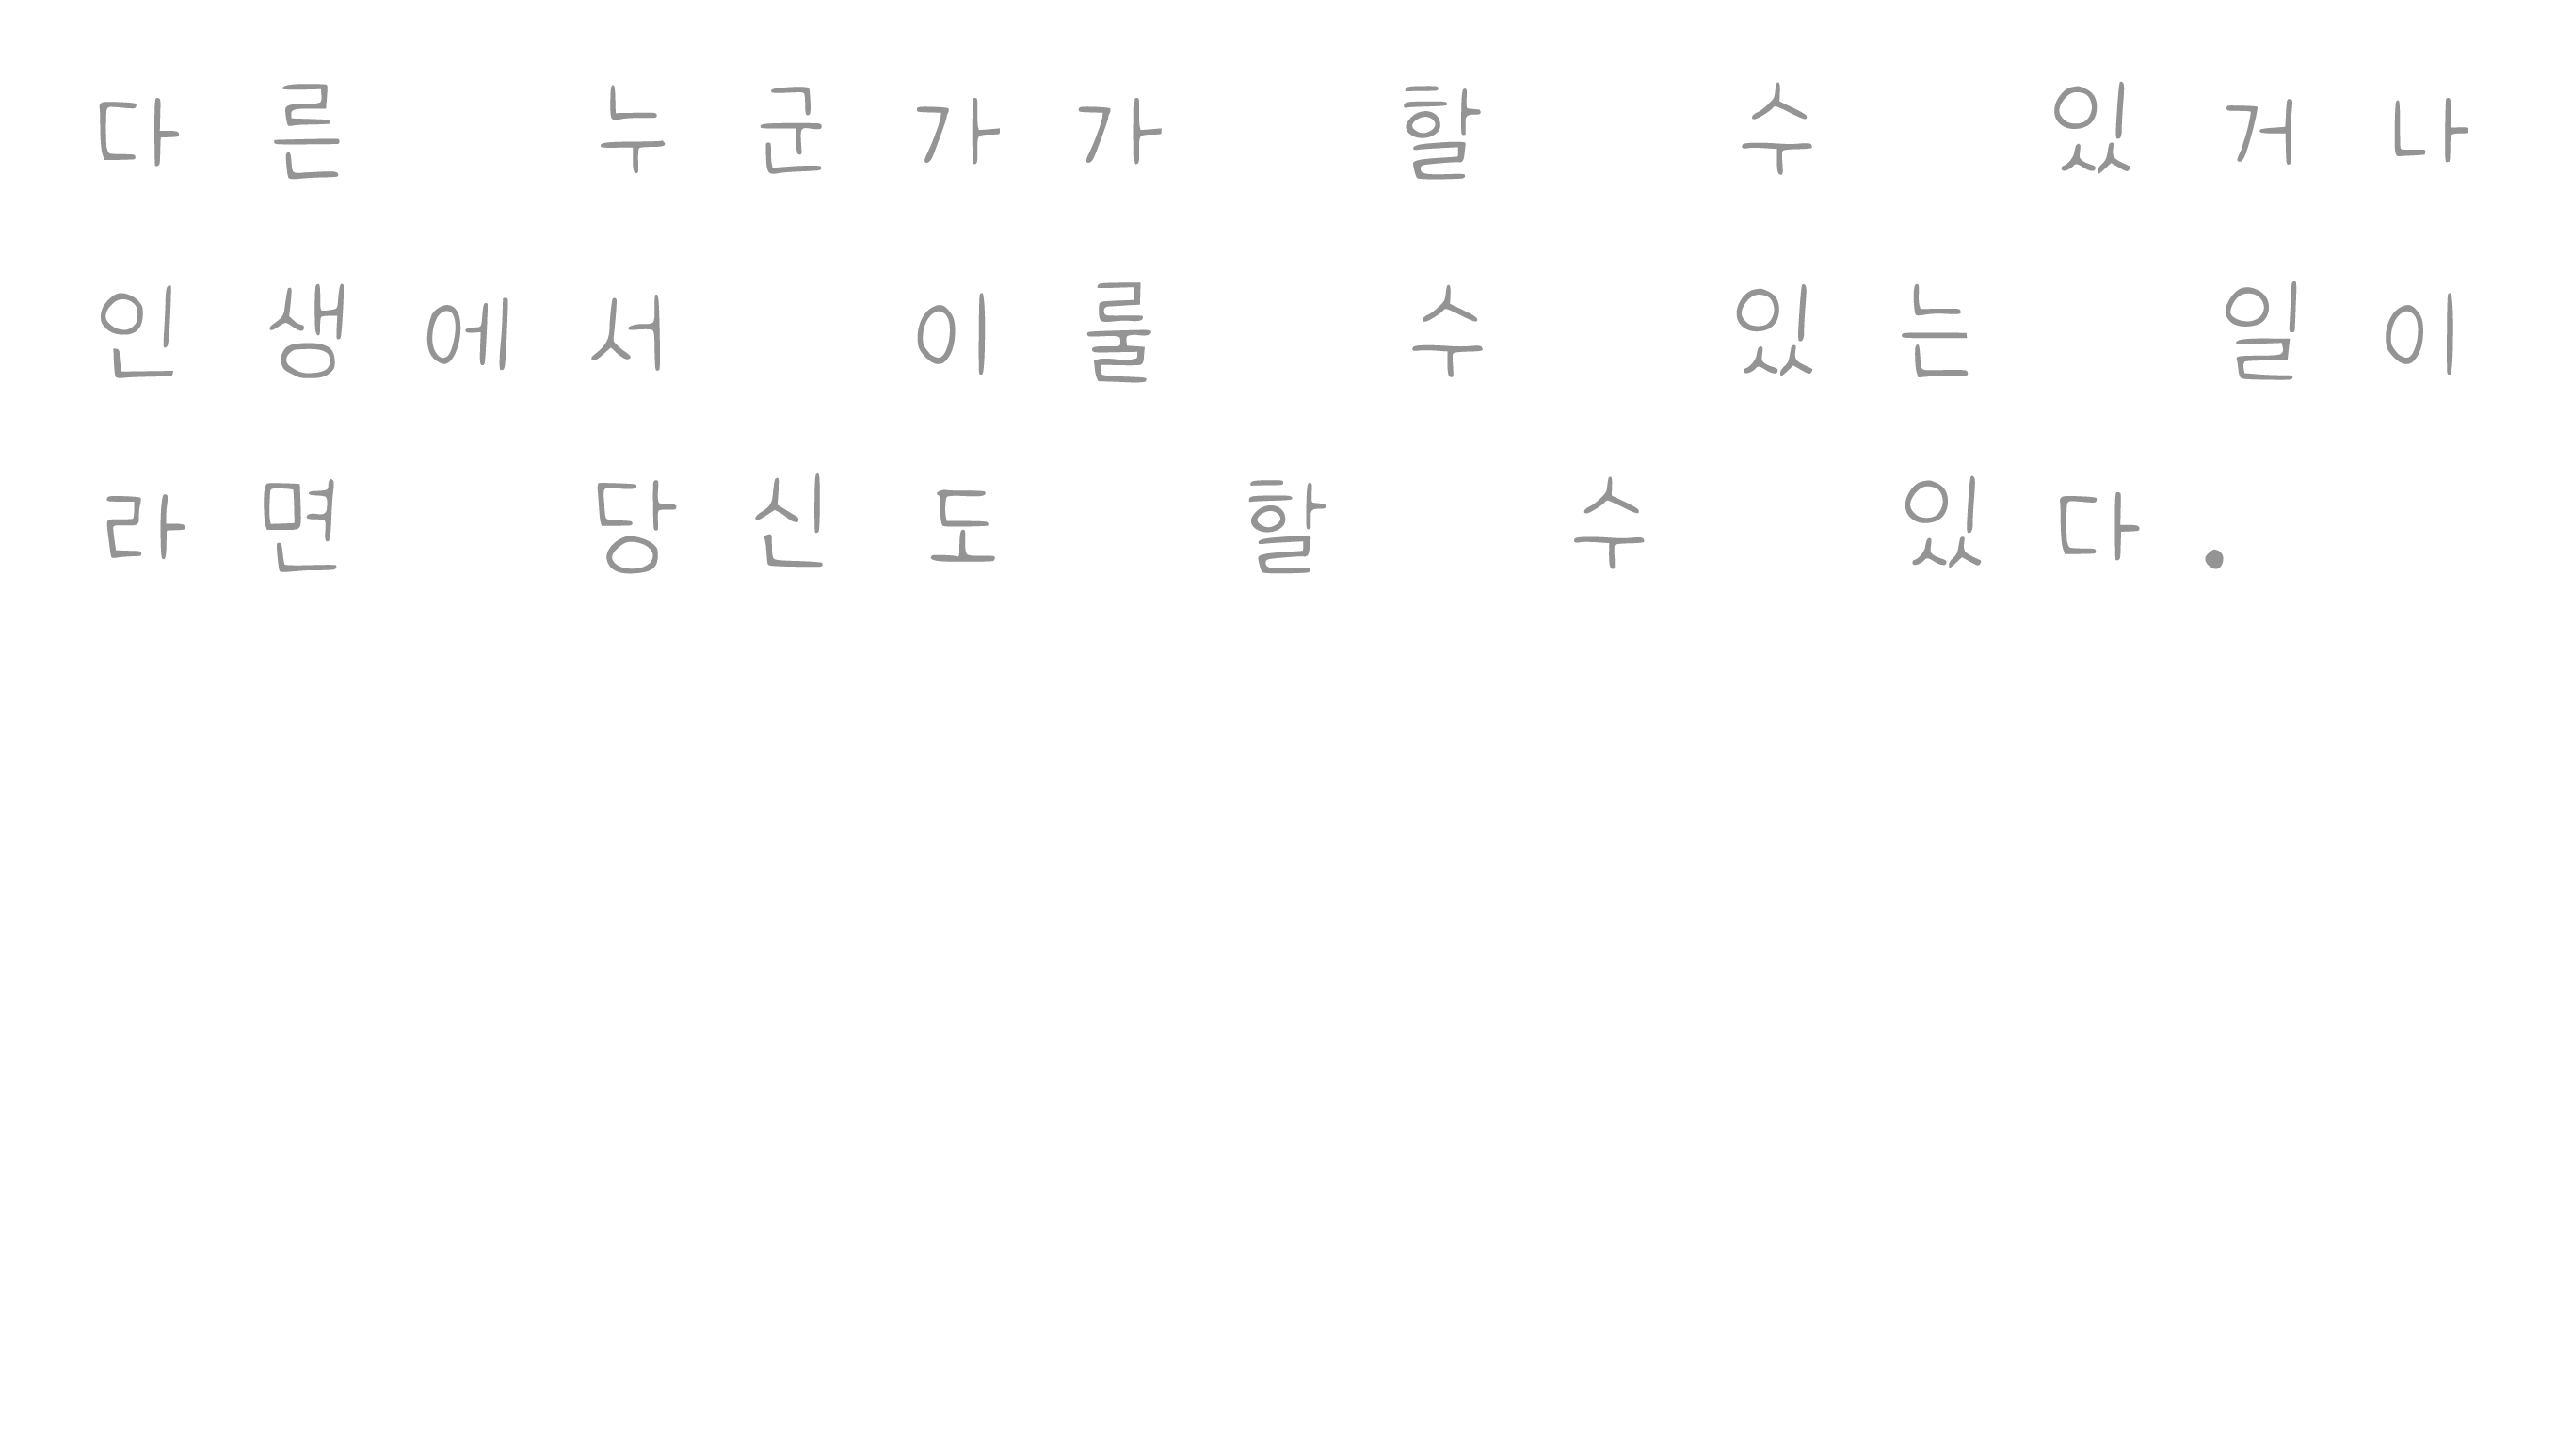 다른 누군가가 할 수 있거나
인생에서 이룰 수 있는 일이
라면 당신도 할 수 있다.